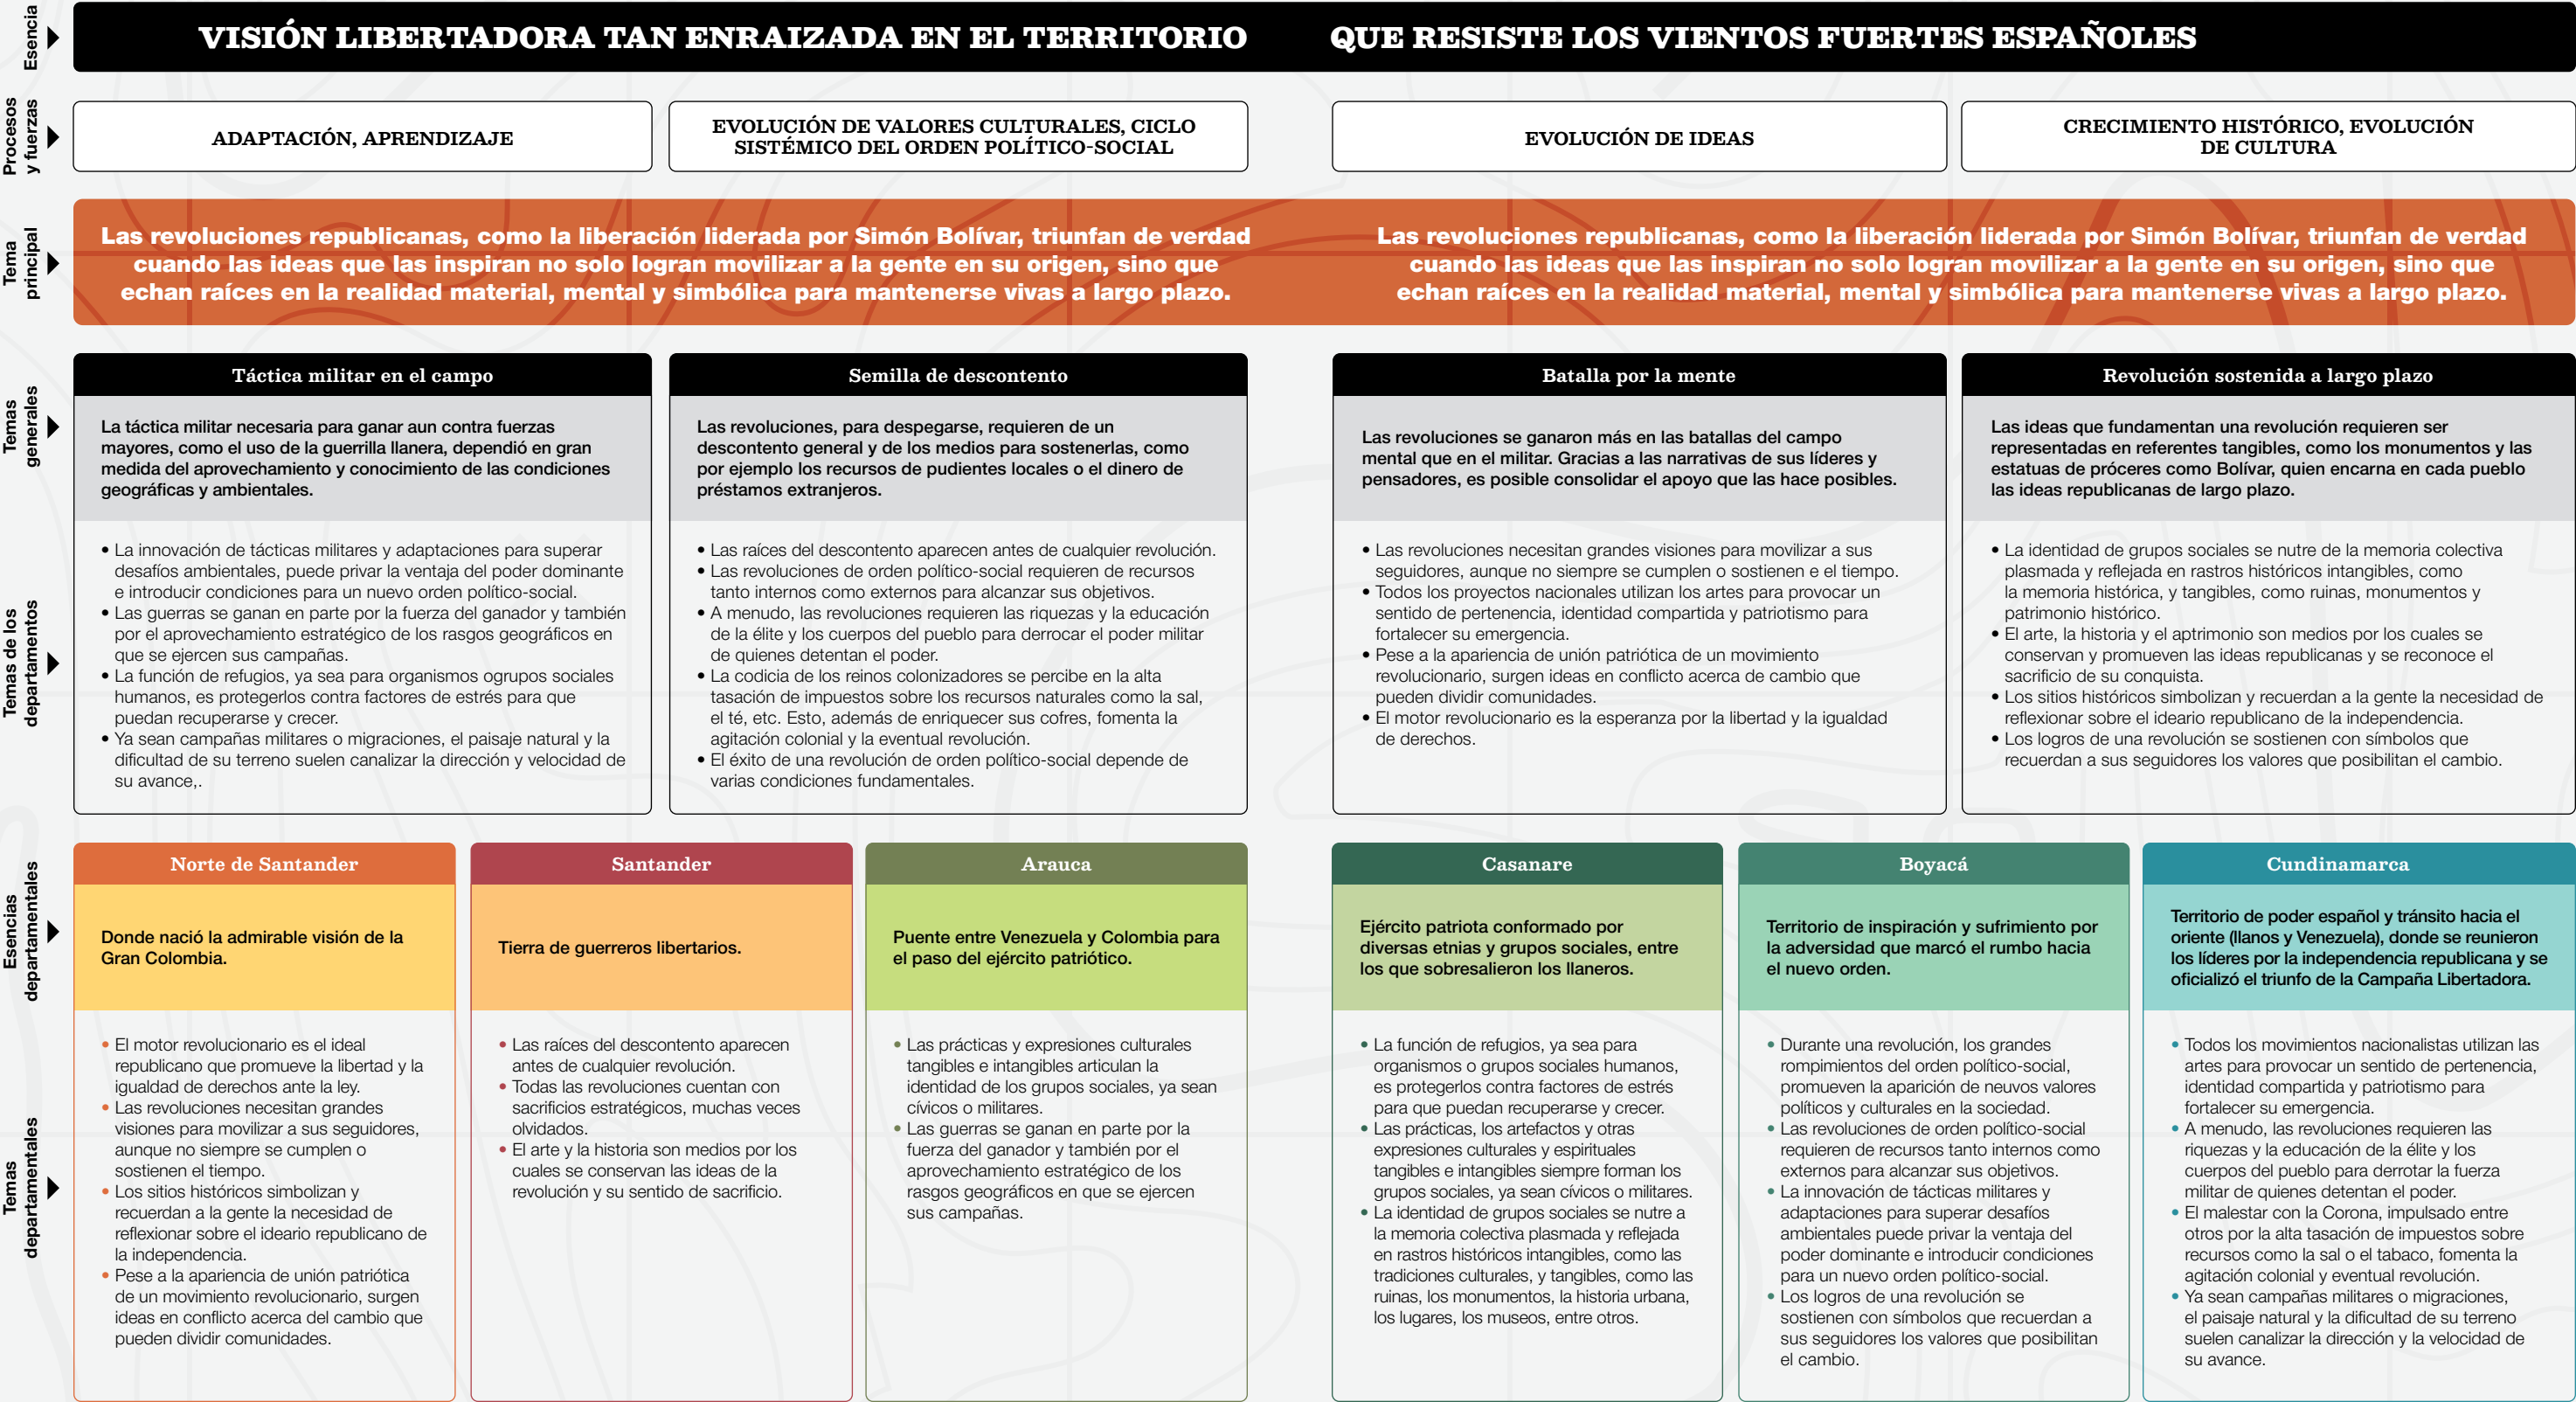 Esencia
VISIÓN LIBERTADORA TAN ENRAIZADA EN EL TERRITORIO QUE RESISTE LOS VIENTOS FUERTES ESPAÑOLES
Procesos
y fuerzas
ADAPTACIÓN, APRENDIZAJE
EVOLUCIÓN DE VALORES CULTURALES, CICLO
SISTÉMICO DEL ORDEN POLÍTICO-SOCIAL
EVOLUCIÓN DE IDEAS
CRECIMIENTO HISTÓRICO, EVOLUCIÓN
DE CULTURA
Tema
principal
Las revoluciones republicanas, como la liberación liderada por Simón Bolívar, triunfan de verdad
cuando las ideas que las inspiran no solo logran movilizar a la gente en su origen, sino que
echan raíces en la realidad material, mental y simbólica para mantenerse vivas a largo plazo.
Las revoluciones republicanas, como la liberación liderada por Simón Bolívar, triunfan de verdad
cuando las ideas que las inspiran no solo logran movilizar a la gente en su origen, sino que
echan raíces en la realidad material, mental y simbólica para mantenerse vivas a largo plazo.
Temas
generales
Táctica militar en el campo
La táctica militar necesaria para ganar aun contra fuerzas
mayores, como el uso de la guerrilla llanera, dependió en gran
medida del aprovechamiento y conocimiento de las condiciones
geográficas y ambientales.
Semilla de descontento
Las revoluciones, para despegarse, requieren de un
descontento general y de los medios para sostenerlas, como
por ejemplo los recursos de pudientes locales o el dinero de
préstamos extranjeros.
Batalla por la mente
Las revoluciones se ganaron más en las batallas del campo
mental que en el militar. Gracias a las narrativas de sus líderes y
pensadores, es posible consolidar el apoyo que las hace posibles.
Revolución sostenida a largo plazo
Las ideas que fundamentan una revolución requieren ser
representadas en referentes tangibles, como los monumentos y las
estatuas de próceres como Bolívar, quien encarna en cada pueblo
las ideas republicanas de largo plazo.
Temas de los
departamentos
• La innovación de tácticas militares y adaptaciones para superar
desafíos ambientales, puede privar la ventaja del poder dominante
e introducir condiciones para un nuevo orden político-social.
• Las guerras se ganan en parte por la fuerza del ganador y también
por el aprovechamiento estratégico de los rasgos geográficos en
que se ejercen sus campañas.
• La función de refugios, ya sea para organismos ogrupos sociales
humanos, es protegerlos contra factores de estrés para que
puedan recuperarse y crecer.
• Ya sean campañas militares o migraciones, el paisaje natural y la
dificultad de su terreno suelen canalizar la dirección y velocidad de
su avance,.
• Las raíces del descontento aparecen antes de cualquier revolución.
• Las revoluciones de orden político-social requieren de recursos
tanto internos como externos para alcanzar sus objetivos.
• A menudo, las revoluciones requieren las riquezas y la educación
de la élite y los cuerpos del pueblo para derrocar el poder militar
de quienes detentan el poder.
• La codicia de los reinos colonizadores se percibe en la alta
tasación de impuestos sobre los recursos naturales como la sal,
el té, etc. Esto, además de enriquecer sus cofres, fomenta la
agitación colonial y la eventual revolución.
• El éxito de una revolución de orden político-social depende de
varias condiciones fundamentales.
• Las revoluciones necesitan grandes visiones para movilizar a sus
seguidores, aunque no siempre se cumplen o sostienen e el tiempo.
• Todos los proyectos nacionales utilizan los artes para provocar un
sentido de pertenencia, identidad compartida y patriotismo para
fortalecer su emergencia.
• Pese a la apariencia de unión patriótica de un movimiento
revolucionario, surgen ideas en conflicto acerca de cambio que
pueden dividir comunidades.
• El motor revolucionario es la esperanza por la libertad y la igualdad
de derechos.
• La identidad de grupos sociales se nutre de la memoria colectiva
plasmada y reflejada en rastros históricos intangibles, como
la memoria histórica, y tangibles, como ruinas, monumentos y
patrimonio histórico.
• El arte, la historia y el aptrimonio son medios por los cuales se
conservan y promueven las ideas republicanas y se reconoce el
sacrificio de su conquista.
• Los sitios históricos simbolizan y recuerdan a la gente la necesidad de
reflexionar sobre el ideario republicano de la independencia.
• Los logros de una revolución se sostienen con símbolos que
recuerdan a sus seguidores los valores que posibilitan el cambio.
Esencias
departamentales
Norte de Santander
Donde nació la admirable visión de la
Gran Colombia.
Santander
Tierra de guerreros libertarios.
Arauca
Puente entre Venezuela y Colombia para
el paso del ejército patriótico.
Casanare
Ejército patriota conformado por
diversas etnias y grupos sociales, entre
los que sobresalieron los llaneros.
Boyacá
Territorio de inspiración y sufrimiento por
la adversidad que marcó el rumbo hacia
el nuevo orden.
Cundinamarca
Territorio de poder español y tránsito hacia el
oriente (llanos y Venezuela), donde se reunieron
los líderes por la independencia republicana y se
oficializó el triunfo de la Campaña Libertadora.
Temas
departamentales
• El motor revolucionario es el ideal
republicano que promueve la libertad y la
igualdad de derechos ante la ley.
• Las revoluciones necesitan grandes
visiones para movilizar a sus seguidores,
aunque no siempre se cumplen o
sostienen el tiempo.
• Los sitios históricos simbolizan y
recuerdan a la gente la necesidad de
reflexionar sobre el ideario republicano de
la independencia.
• Pese a la apariencia de unión patriótica
de un movimiento revolucionario, surgen
ideas en conflicto acerca del cambio que
pueden dividir comunidades.
• Las raíces del descontento aparecen
antes de cualquier revolución.
• Todas las revoluciones cuentan con
sacrificios estratégicos, muchas veces
olvidados.
• El arte y la historia son medios por los
cuales se conservan las ideas de la
revolución y su sentido de sacrificio.
• Las prácticas y expresiones culturales
tangibles e intangibles articulan la
identidad de los grupos sociales, ya sean
cívicos o militares.
• Las guerras se ganan en parte por la
fuerza del ganador y también por el
aprovechamiento estratégico de los
rasgos geográficos en que se ejercen
sus campañas.
• La función de refugios, ya sea para
organismos o grupos sociales humanos,
es protegerlos contra factores de estrés
para que puedan recuperarse y crecer.
• Las prácticas, los artefactos y otras
expresiones culturales y espirituales
tangibles e intangibles siempre forman los
grupos sociales, ya sean cívicos o militares.
• La identidad de grupos sociales se nutre a
la memoria colectiva plasmada y reflejada
en rastros históricos intangibles, como las
tradiciones culturales, y tangibles, como las
ruinas, los monumentos, la historia urbana,
los lugares, los museos, entre otros.
• Durante una revolución, los grandes
rompimientos del orden político-social,
promueven la aparición de neuvos valores
políticos y culturales en la sociedad.
• Las revoluciones de orden político-social
requieren de recursos tanto internos como
externos para alcanzar sus objetivos.
• La innovación de tácticas militares y
adaptaciones para superar desafíos
ambientales puede privar la ventaja del
poder dominante e introducir condiciones
para un nuevo orden político-social.
• Los logros de una revolución se
sostienen con símbolos que recuerdan a
sus seguidores los valores que posibilitan
el cambio.
• Todos los movimientos nacionalistas utilizan las
artes para provocar un sentido de pertenencia,
identidad compartida y patriotismo para
fortalecer su emergencia.
• A menudo, las revoluciones requieren las
riquezas y la educación de la élite y los
cuerpos del pueblo para derrotar la fuerza
militar de quienes detentan el poder.
• El malestar con la Corona, impulsado entre
otros por la alta tasación de impuestos sobre
recursos como la sal o el tabaco, fomenta la
agitación colonial y eventual revolución.
• Ya sean campañas militares o migraciones,
el paisaje natural y la dificultad de su terreno
suelen canalizar la dirección y la velocidad de
su avance.